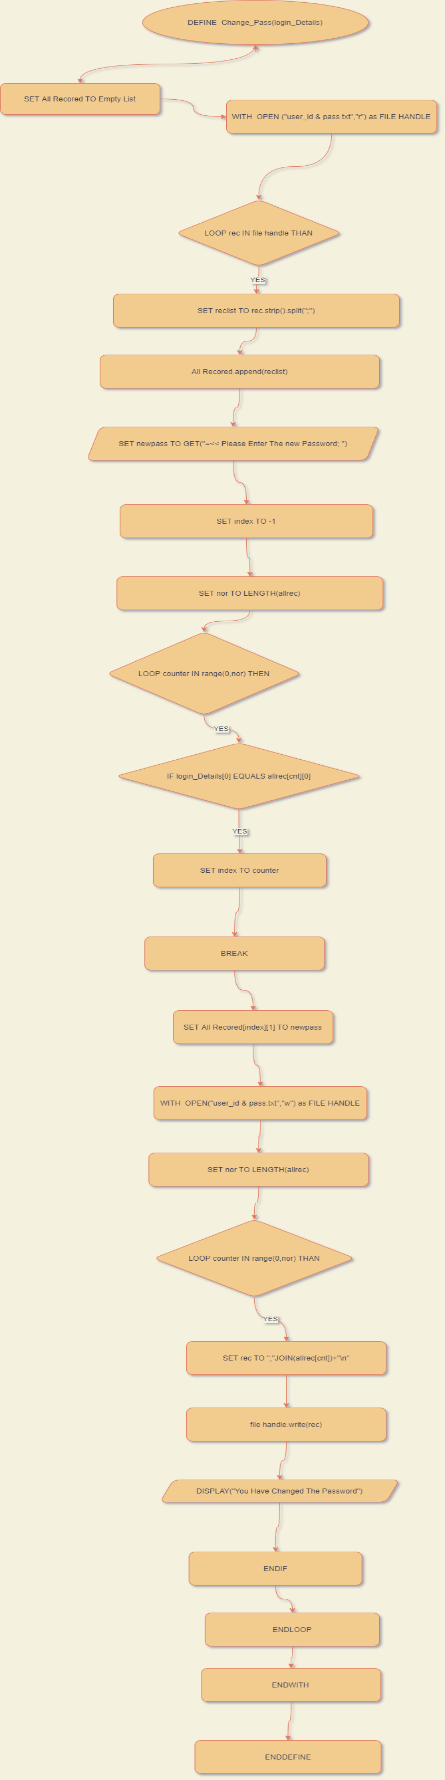 DEFINE Change_Pass(login_Details)
SET All Recored TO Empty List
WITH OPEN ("user_id & pass.txt","r") as FILE HANDLE
LOOP rec IN file handle THAN
YES;
SET reclist TO rec.strip().split(";")
All Recored.append(reclist)
SET newpass TO GET("=~<< Please Enter The new Password; ")
SET index TO -1
SET nor TO LENGTH(allrec)
LOOP counter IN range(0,nor) THEN
YES;
IF login_Details[0] EQUALS allrec[cnt][0]
YES;
SET index TO counter
BREAK
SET All Recored[index][1] TO newpass
WITH OPEN("user_id & pass.txt","w") as FILE HANDLE
SET nor TO LENGTH(allrec)
LOOP counter IN range(0,nor) THAN
YES;
SET rec TO ";"JOIN(allrec[cnt])+"\n"
file handle.write(rec)
DISPLAY("You Have Changed The Password")
ENDIF
ENDLOOP
ENDWITH
ENDDEFINE